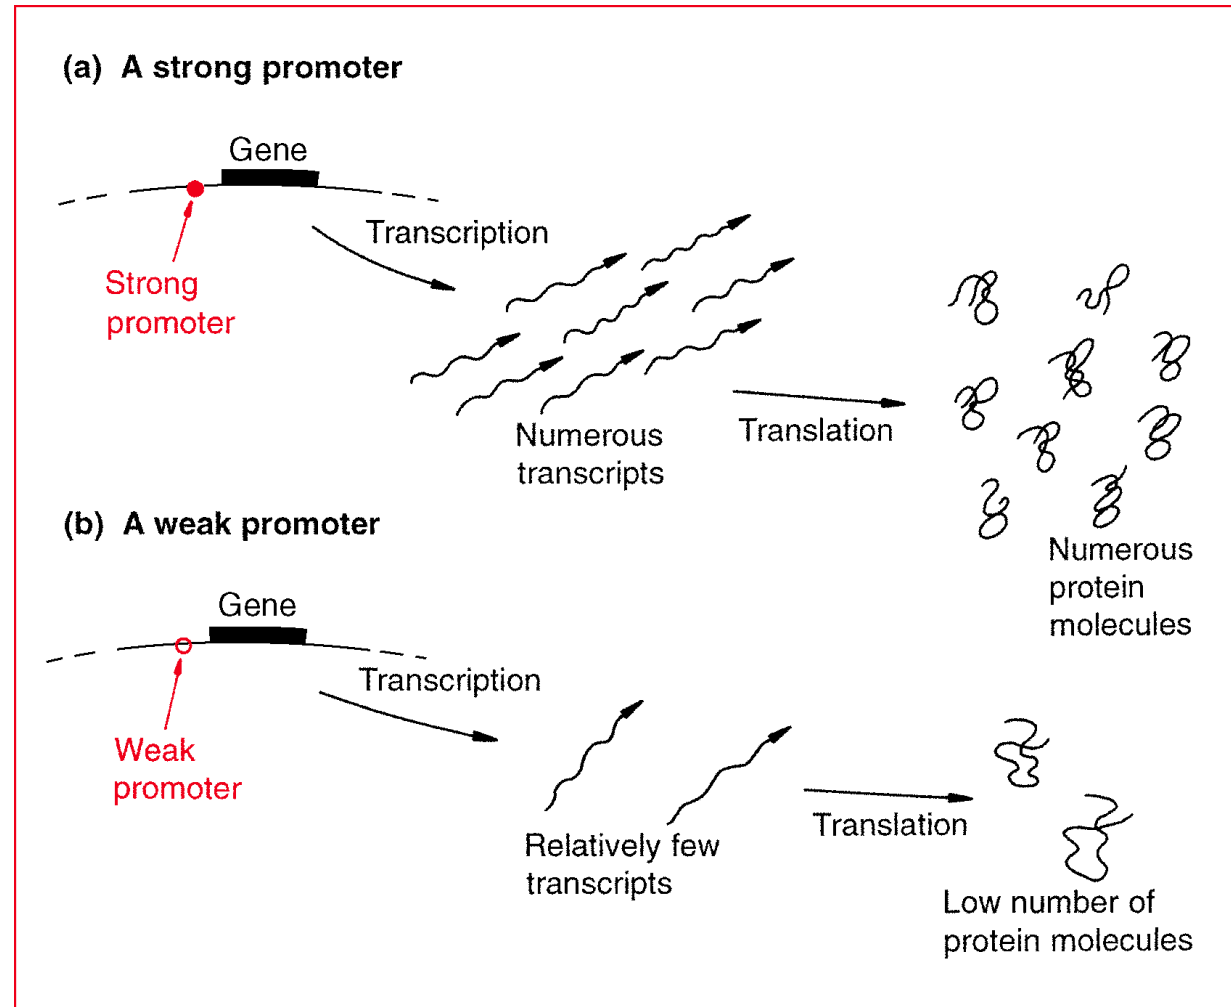 (a) A strong promoter
Gene
Transcription
Strong
promoter
Numerous
transcripts
Translation
Numerous
protein
molecules
(b) A weak promoter
Gene
Transcription
Weak
promoter
Relatively few
transcripts
Translation
Low number of
protein molecules